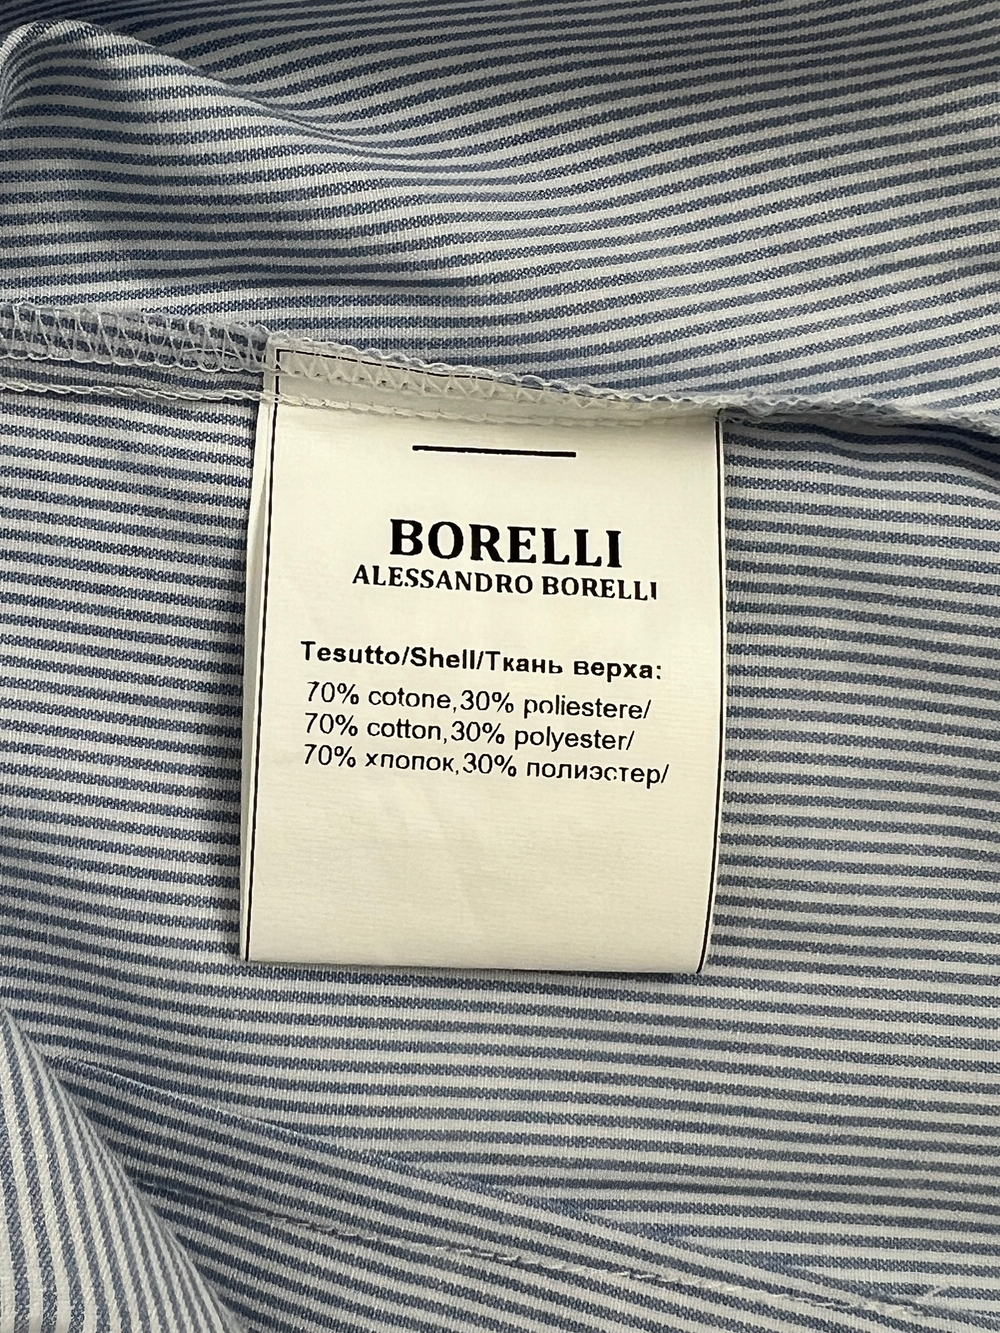 BORELLI
ALESSANDRO BORELLI
Tesutto/Shell/Ткань верха:
70% cotone,30% poliestere/
70% cotton,30% polyester/
70% хлопок,30% полиэстер/